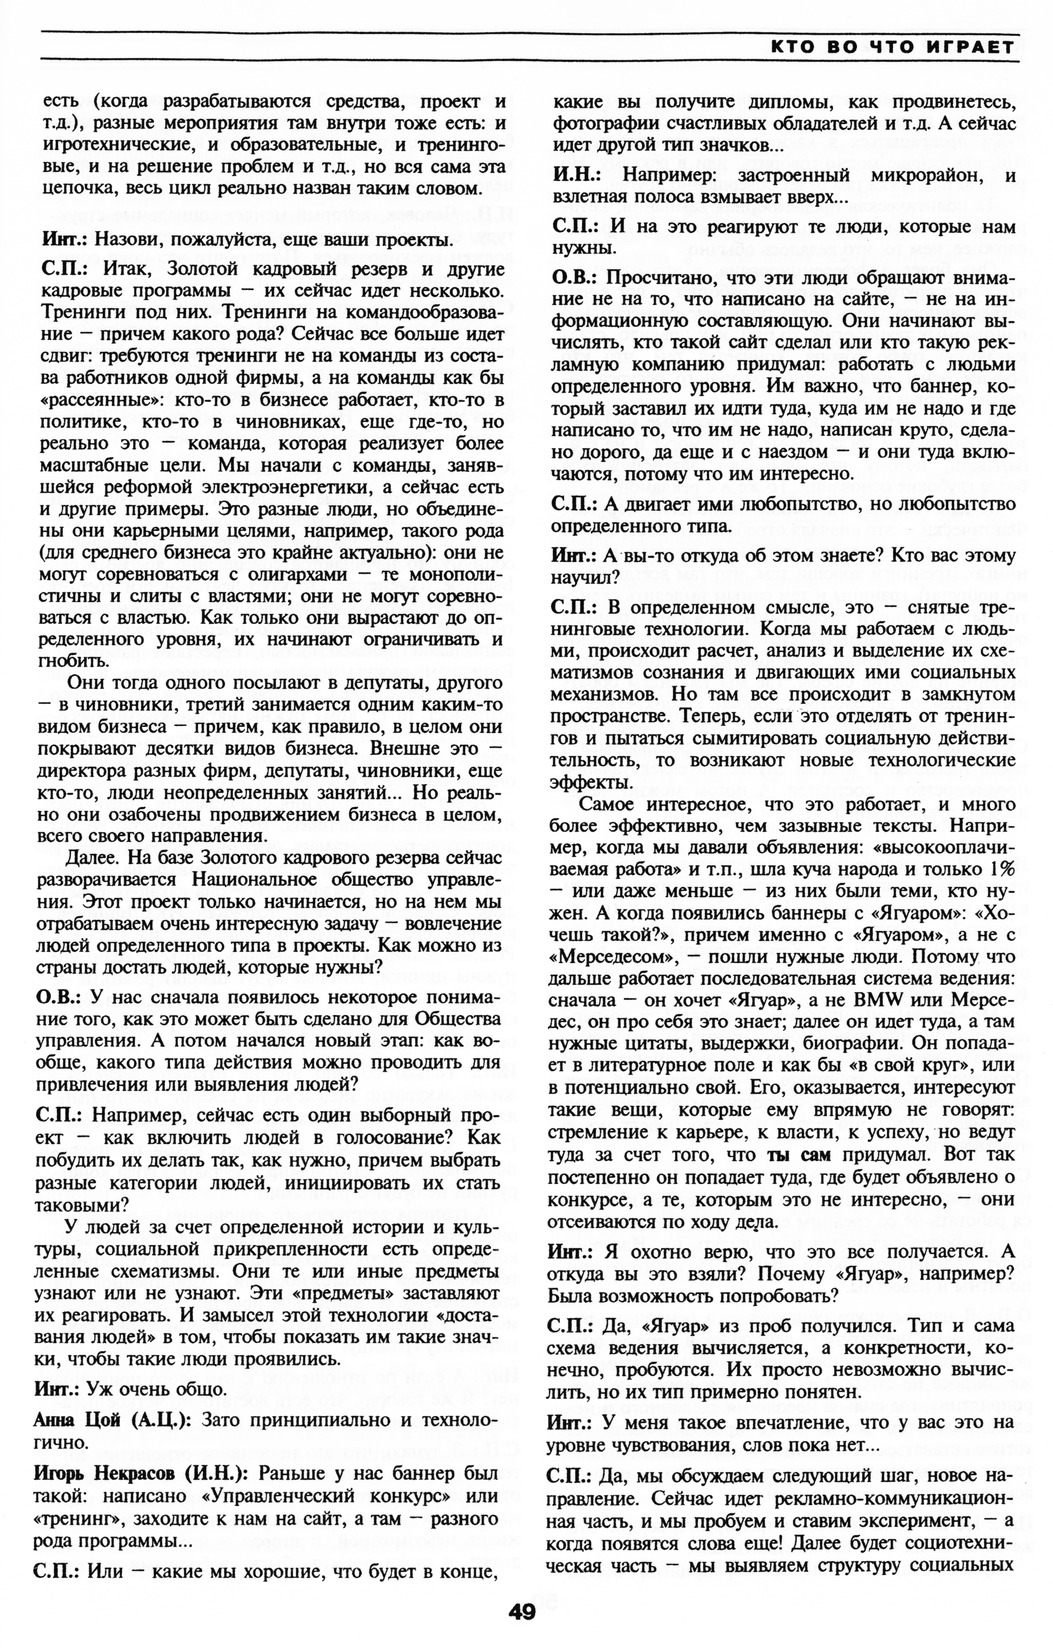 КТО ВО ЧТО ИГРАЕТ
есть (когда разрабатываются средства, проект и
т.д.), разные мероприятия там внутри тоже есть: и
игротехнические, и образовательные, и тренинго-
вые, и на решение проблем и т.д., но вся сама эта
цепочка, весь цикл реально назван таким словом.
Инт.: Назови, пожалуйста, еще ваши проекты.
С.П.: Итак, Золотой кадровый резерв и другие
кадровые программы — их сейчас идет несколько.
Тренинги под них. Тренинги на командообразова-
ние — причем какого рода? Сейчас все больше идет
сдвиг: требуются тренинги не на команды из соста-
ва работников одной фирмы, а на команды как бы
«рассеянные»: кто-то в бизнесе работает, кто-то в
политике, кто-то в чиновниках, еще где-то, но
реально это — команда, которая реализует более
масштабные цели. Мы начали с команды, заняв-
шейся реформой электроэнергетики, а сейчас есть
и другие примеры. Это разные люди, но объедине-
ны они карьерными целями, например, такого рода
(для среднего бизнеса это крайне актуально): они не
могут соревноваться с олигархами — те монополи-
стичны и слиты с властями; они не могут соревно-
ваться с властью. Как только они вырастают до оп-
ределенного уровня, их начинают ограничивать и
гнобить.
Они тогда одного посылают в депутаты, другого
— в чиновники, третий занимается одним каким-то
видом бизнеса — причем, как правило, в целом они
покрывают десятки видов бизнеса. Внешне это —
директора разных фирм, депутаты, чиновники, еще
кто-то, люди неопределенных занятий... Но реаль-
но они озабочены продвижением бизнеса в целом,
всего своего направления.
Далее. На базе Золотого кадрового резерва сейчас
разворачивается Национальное общество управле-
ния. Этот проект только начинается, но на нем мы
отрабатываем очень интересную задачу — вовлечение
людей определенного типа в проекты. Как можно из
страны достать людей, которые нужны?
О.В.: У нас сначала появилось некоторое понима-
ние того, как это может быть сделано для Общества
управления. А потом начался новый этап: как во-
обще, какого типа действия можно проводить для
привлечения или выявления людей?
С.П.: Например, сейчас есть один выборный про-
ект — как включить людей в голосование? Как
побудить их делать так, как нужно, причем выбрать
разные категории людей, инициировать их стать
таковыми?
У людей за счет определенной истории и куль-
туры, социальной прикрепленности есть опреде-
ленные схематизмы. Они те или иные предметы
узнают или не узнают. Эти «предметы» заставляют
их реагировать. И замысел этой технологии «доста-
вания людей» в том, чтобы показать им такие знач-
ки, чтобы такие люди проявились.
Инт.: Уж очень общо.
Анна Цой (А.Ц.): Зато принципиально и техноло-
гично.
Игорь Некрасов (И.Н.): Раньше у нас баннер был
такой: написано «Управленческий конкурс» или
«тренинг», заходите к нам на сайт, а там — разного
рода программы...
С.П.: Или — какие мы хорошие, что будет в конце,
какие вы получите дипломы, как продвинетесь,
фотографии счастливых обладателей и т.д. А сейчас
идет другой тип значков...
И.Н.: Например: застроенный микрорайон, и
взлетная полоса взмывает вверх...
С.П.: И на это реагируют те люди, которые нам
нужны.
О.В.: Просчитано, что эти люди обращают внима-
ние не на то, что написано на сайте, — не на ин-
формационную составляющую. Они начинают вы-
числять, кто такой сайт сделал или кто такую рек-
ламную компанию придумал: работать с людьми
определенного уровня. Им важно, что баннер, ко-
торый заставил их идти туда, куда им не надо и где
написано то, что им не надо, написан круто, сдела-
но дорого, да еще и с наездом — и они туда вклю-
чаются, потому что им интересно.
С.П.: А двигает ими любопытство, но любопытство
определенного типа.
Инт.: А вы-то откуда об этом знаете? Кто вас этому
научил?
С.П.: В определенном смысле, это — снятые тре-
нинговые технологии. Когда мы работаем с людь-
ми, происходит расчет, анализ и выделение их схе-
матизмов сознания и двигающих ими социальных
механизмов. Но там все происходит в замкнутом
пространстве. Теперь, если это отделять от тренин-
гов и пытаться сымитировать социальную действи-
тельность, то возникают новые технологические
эффекты.
Самое интересное, что это работает, и много
более эффективно, чем зазывные тексты. Напри-
мер, когда мы давали объявления: «высокооплачи-
ваемая работа» и т.п., шла куча народа и только 1%
— или даже меньше — из них были теми, кто ну-
жен. А когда появились баннеры с «Ягуаром»: «Хо-
чешь такой?», причем именно с «Ягуаром», а не с
«Мерседесом», — пошли нужные люди. Потому что
дальше работает последовательная система ведения:
сначала — он хочет «Ягуар», а не BMW или Мерсе-
дес, он про себя это знает; далее он идет туда, а там
нужные цитаты, выдержки, биографии. Он попада-
ет в литературное поле и как бы «в свой круг», или
в потенциально свой. Его, оказывается, интересуют
такие вещи, которые ему впрямую не говорят:
стремление к карьере, к власти, к успеху, но ведут
туда за счет того, что ты сам придумал. Вот так
постепенно он попадает туда, где будет объявлено о
конкурсе, а те, которым это не интересно, — они
отсеиваются по ходу дела.
Инт.: Я охотно верю, что это все получается. А
откуда вы это взяли? Почему «Ягуар», например?
Была возможность попробовать?
С.П.: Да, «Ягуар» из проб получился. Тип и сама
схема ведения вычисляется, а конкретности, ко-
нечно, пробуются. Их просто невозможно вычис-
лить, но их тип примерно понятен.
Инт.: У меня такое впечатление, что у вас это на
уровне чувствования, слов пока нет...
С.П.: Да, мы обсуждаем следующий шаг, новое на-
правление. Сейчас идет рекламно-коммуникацион-
ная часть, и мы пробуем и ставим эксперимент, — а
когда появятся слова еще! Далее будет социотехни-
ческая часть — мы выявляем структуру социальных
49